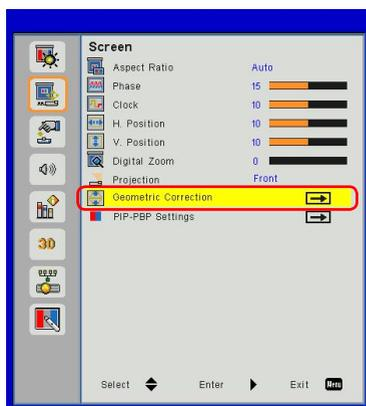 Screen
Aspect Ratio Auto
Phase 15
Clock 10
H. Position 10
V. Position 10
Digital Zoom 0
Projection Front
Geometric Correction
PIP-PBP Settings
3D
Select Enter Exit Menu